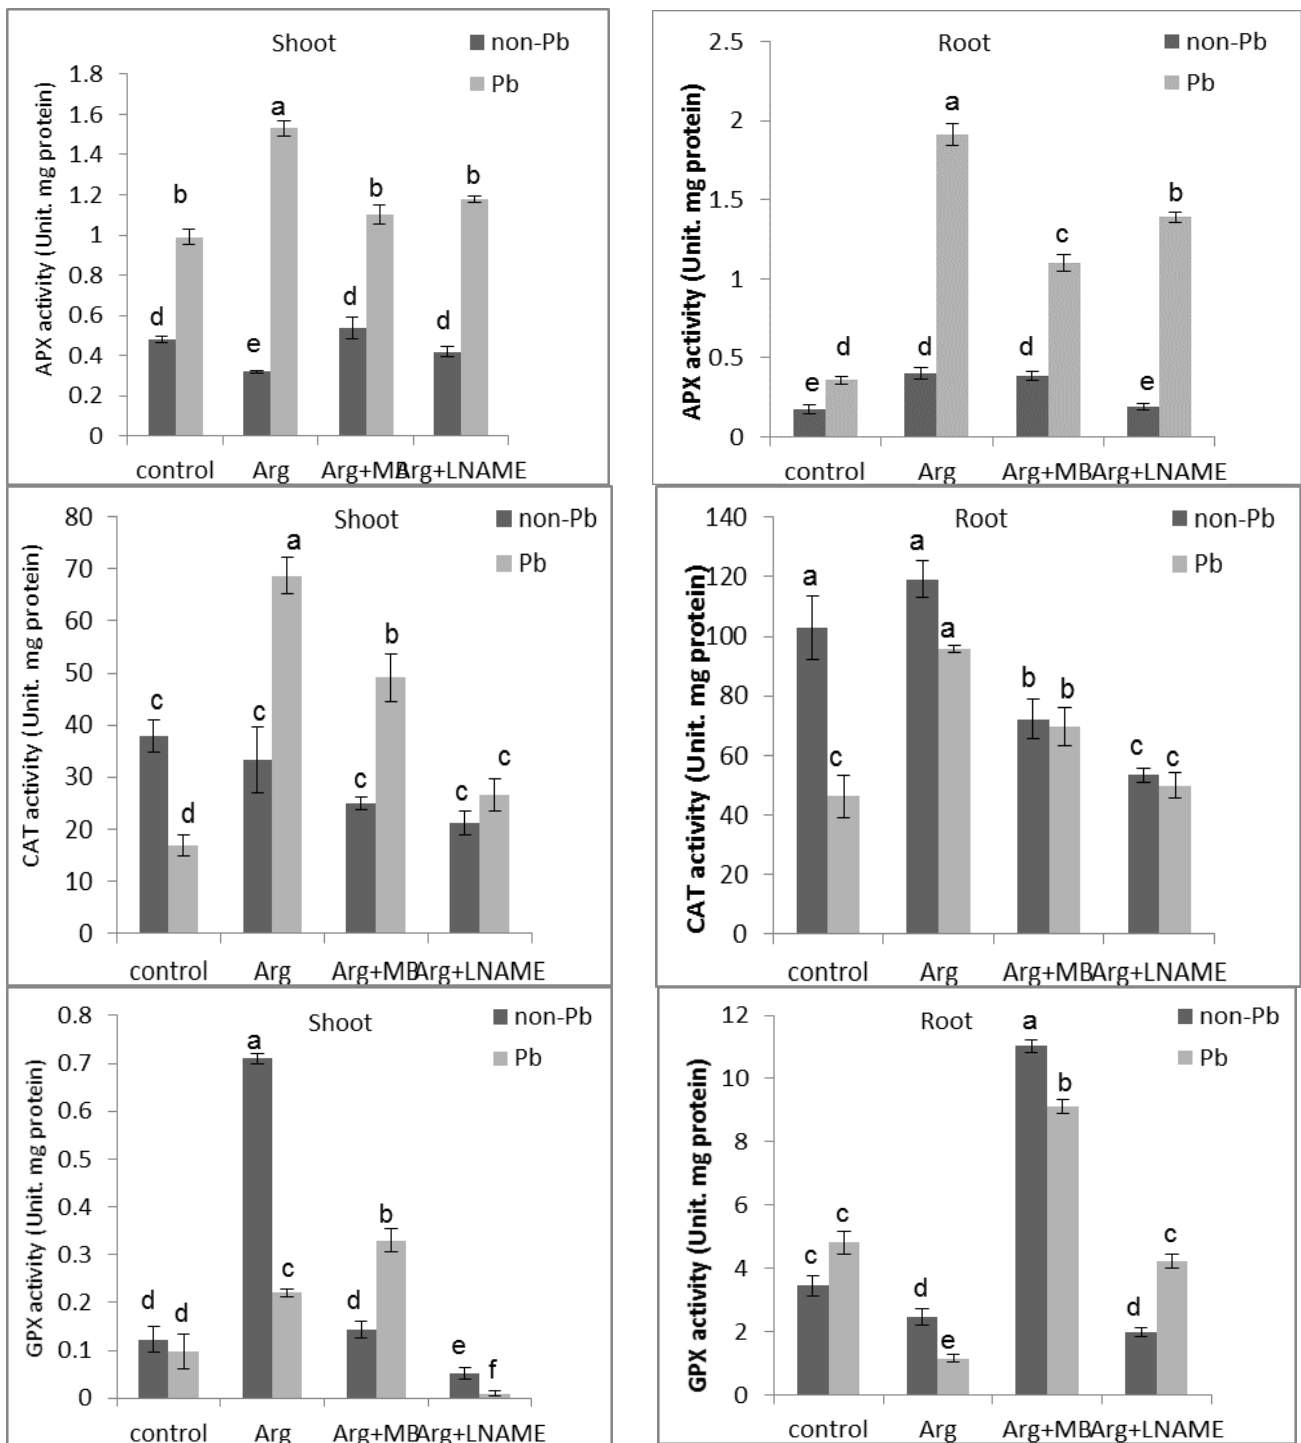 Shoot
non-Pb
Pb
APX activity (Unit. mg protein)
1.8
1.6
1.4
1.2
1
0.8
0.6
0.4
0.2
0
d b e a d b d b
control Arg Arg+MB Arg+LNAME
Root
non-Pb
Pb
APX activity (Unit. mg protein)
2.5
2
1.5
1
0.5
0
e d d a d c e b
control Arg Arg+MB Arg+LNAME
Shoot
non-Pb
Pb
CAT activity (Unit. mg protein)
80
70
60
50
40
30
20
10
0
c d c a c b c c
control Arg Arg+MB Arg+LNAME
Root
non-Pb
Pb
CAT activity (Unit. mg protein)
140
120
100
80
60
40
20
0
a c a a b b c c
control Arg Arg+MB Arg+LNAME
Shoot
non-Pb
Pb
GPX activity (Unit. mg protein)
0.8
0.7
0.6
0.5
0.4
0.3
0.2
0.1
0
d d a c d b e f
control Arg Arg+MB Arg+LNAME
Root
non-Pb
Pb
GPX activity (Unit. mg protein)
12
10
8
6
4
2
0
c c d e a b d c
control Arg Arg+MB Arg+LNAME